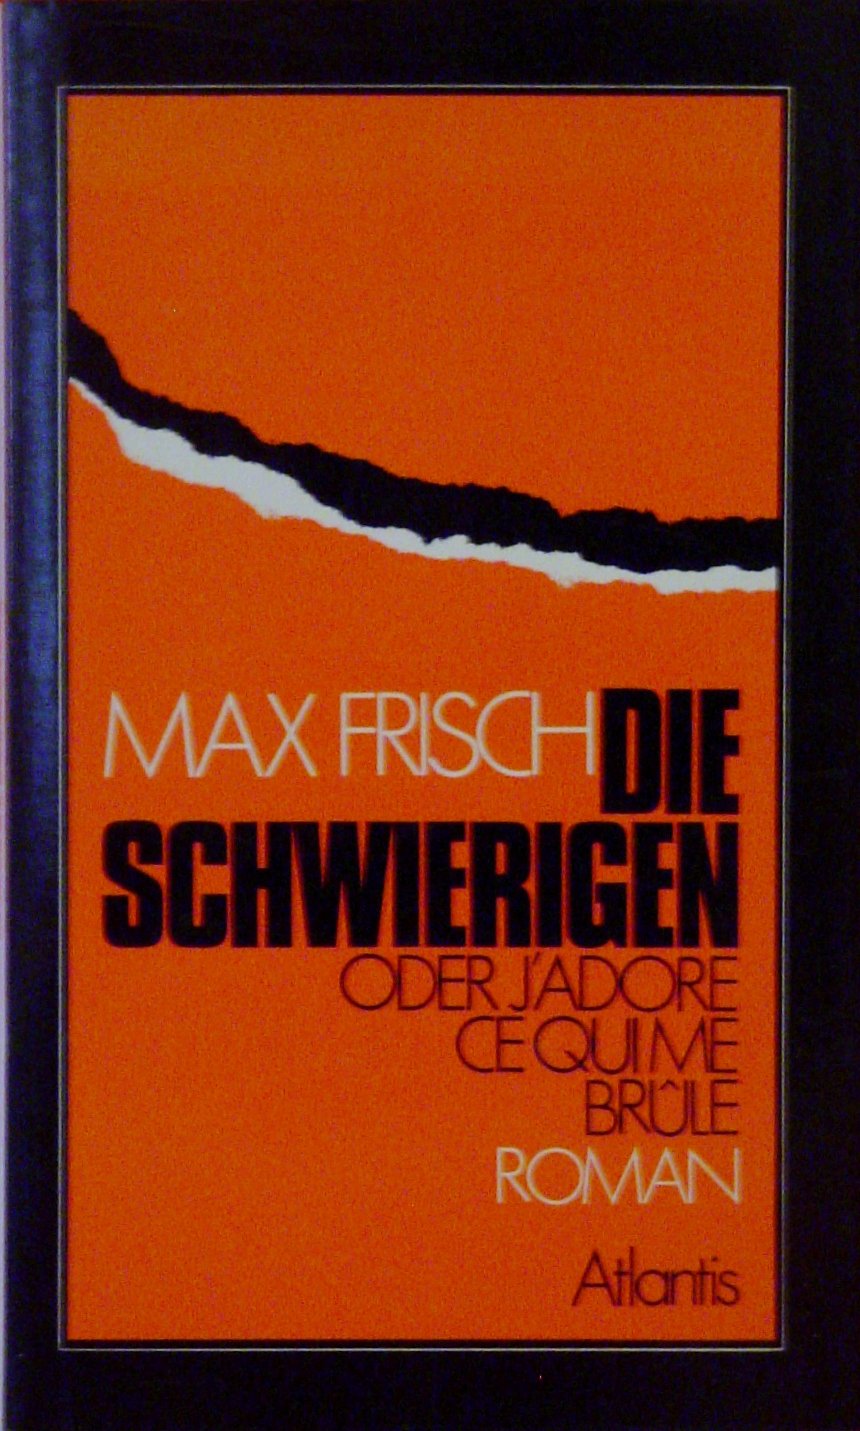 MAX FRISCH DIE
SCHWIERIGEN
ODER J'ADORE
CE QUI ME
BRÛLE
ROMAN
Atlantis